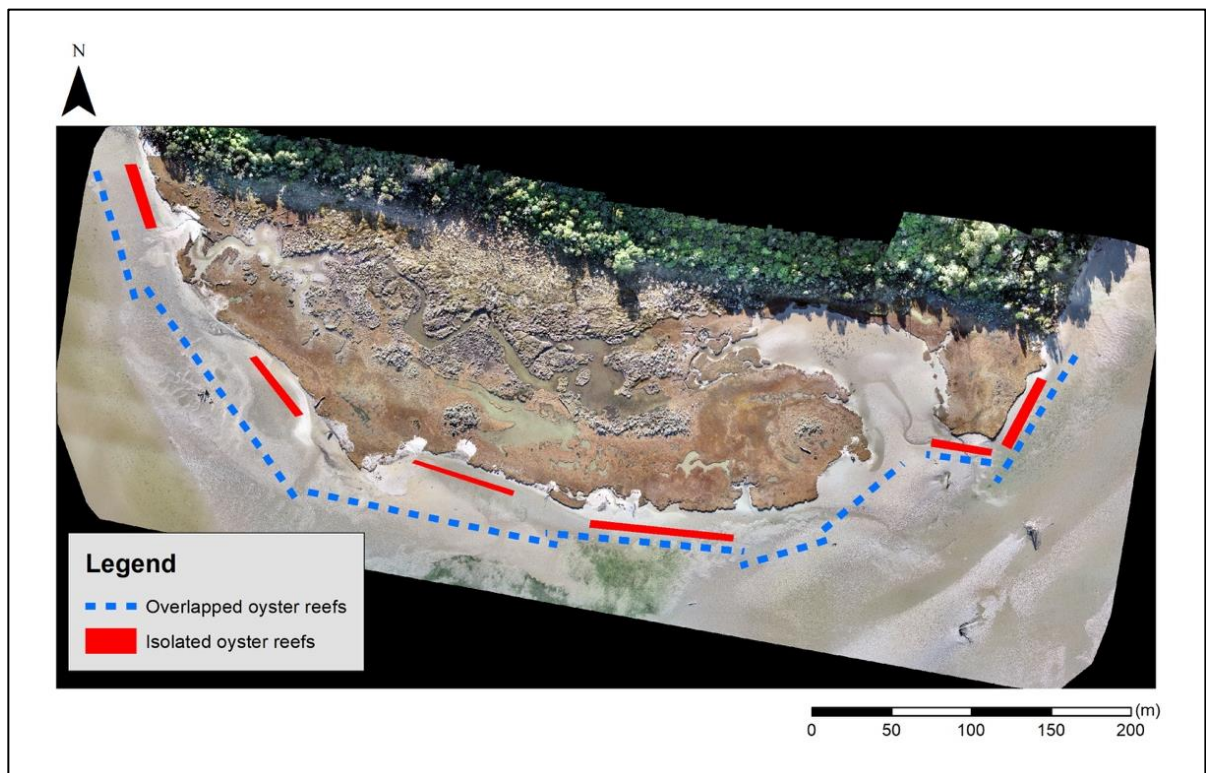 N
Legend
Overlapped oyster reefs
Isolated oyster reefs
(m)
0 50 100 150 200